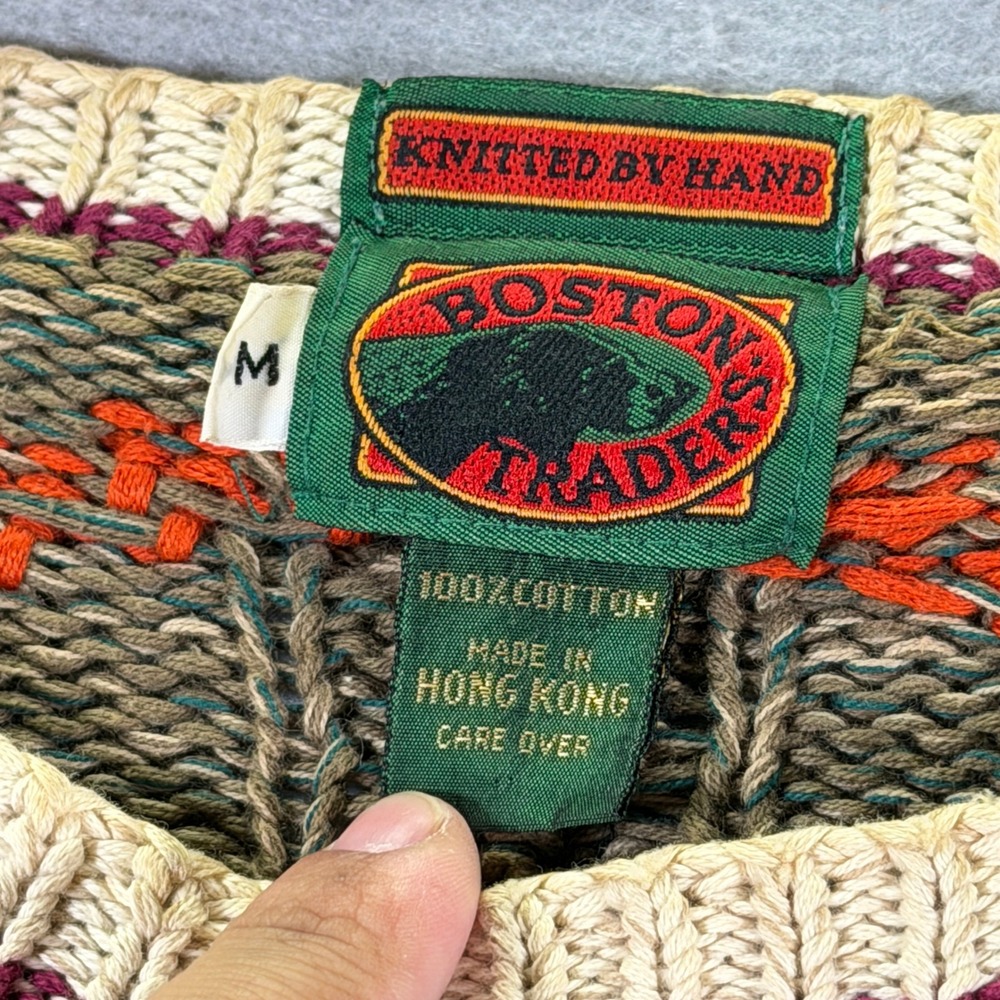 KNITTED BY HAND
BOSTON
TRADERS
M
100% COTTON
MADE IN
HONG KONG
CARE OVER